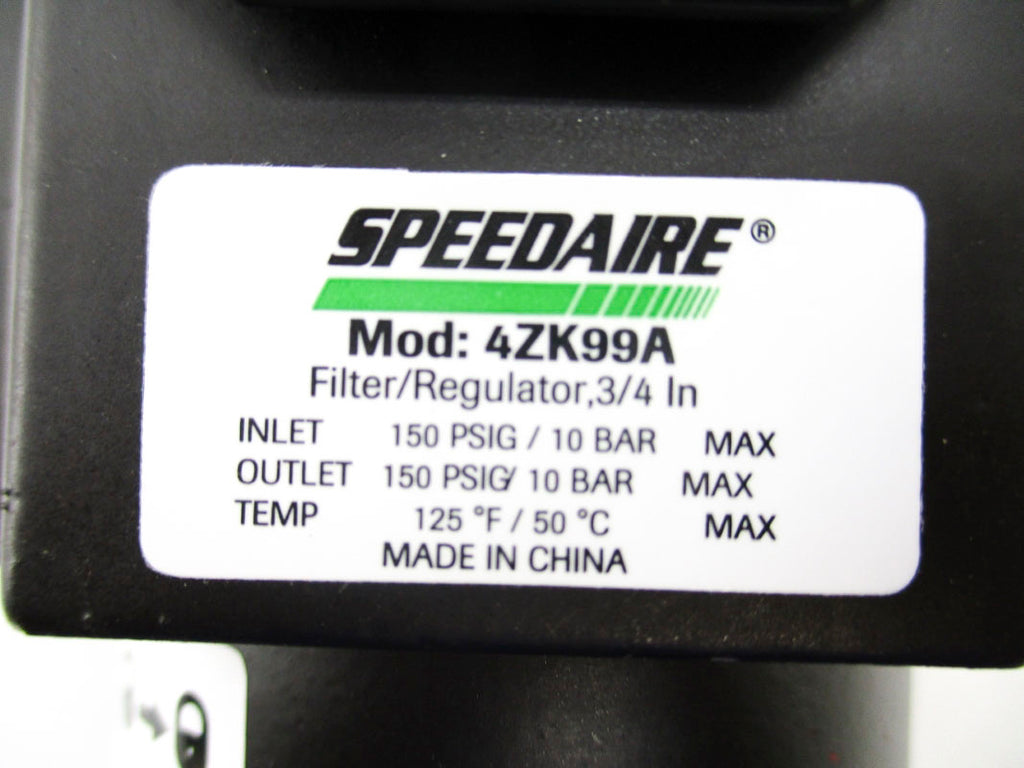 SPEEDAIRE®
Mod: 4ZK99A
Filter/Regulator,3/4 In
INLET 150 PSIG / 10 BAR MAX
OUTLET 150 PSIG/ 10 BAR MAX
TEMP 125 °F / 50 °C MAX
MADE IN CHINA